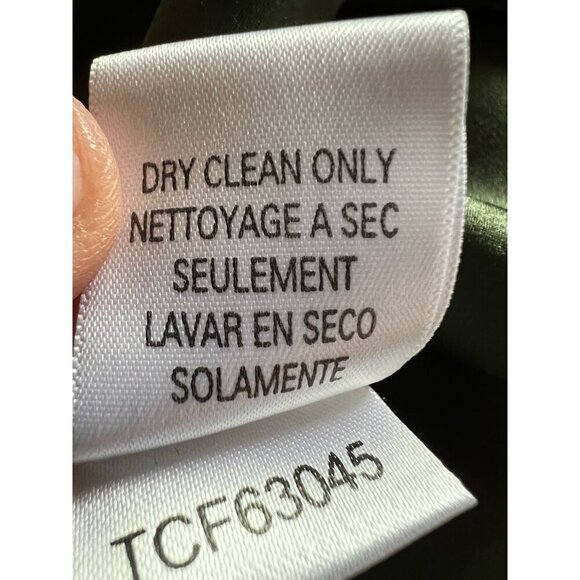 DRY CLEAN ONLY
NETTOYAGE A SEC
SEULEMENT
LAVAR EN SECO
SOLAMENTE
TCF63045